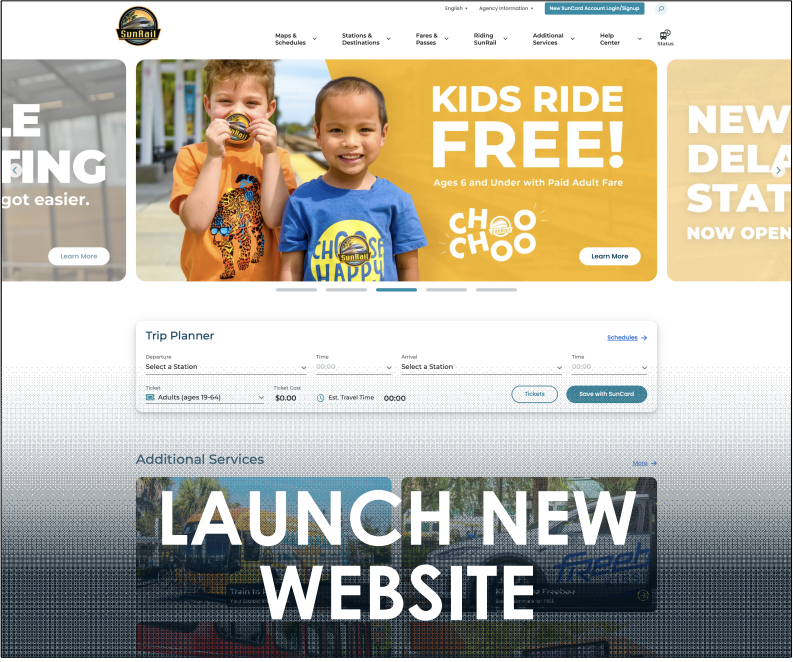 English
Agency Information
New SunCard Account Login/Signup
SunRail
Maps &
Schedules
Stations &
Destinations
Fares &
Passes
Riding
SunRail
Additional
Services
Help
Center
Status
LE
TING
got easier.
Learn More
SunRail
CHOOSE
SunRail
HAPPY
KIDS RIDE
FREE!
Ages 6 and Under with Paid Adult Fare
CHOO
CHOO
Learn More
NEW
DELA
STAT
NOW OPEN
Trip Planner
Schedules
Departure
Time
Arrival
Time
Select a Station
00:00
Select a Station
00:00
Ticket
Ticket Cost
Adults (ages 19-64)
$0.00
Est. Travel Time
00:00
Tickets
Save with SunCard
Additional Services
More
LAUNCH NEW
WEBSITE